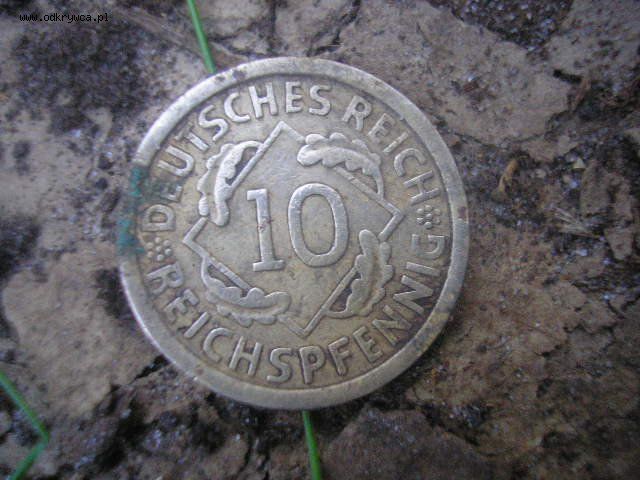 www.odkrywca.pl
DEUTSCHES REICH
10
REICHSPFENNIG